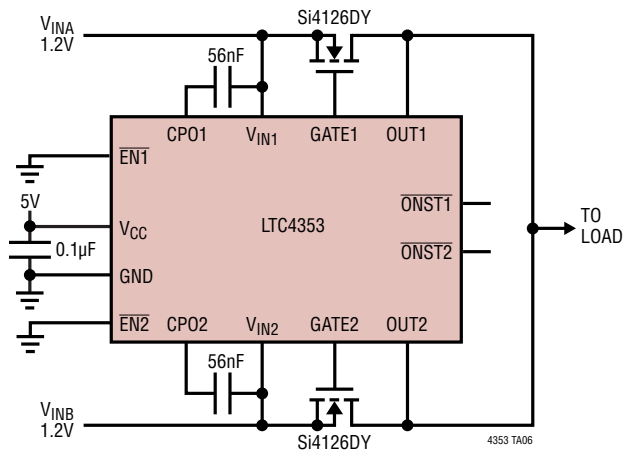 Si4126DY
VINA
1.2V
56nF
CPO1 VIN1 GATE1 OUT1
EN1
ONST1
5V
VCC
LTC4353
TO
LOAD
0.1µF
ONST2
GND
EN2 CPO2 VIN2 GATE2 OUT2
56nF
VINB
1.2V
Si4126DY
4353 TA06